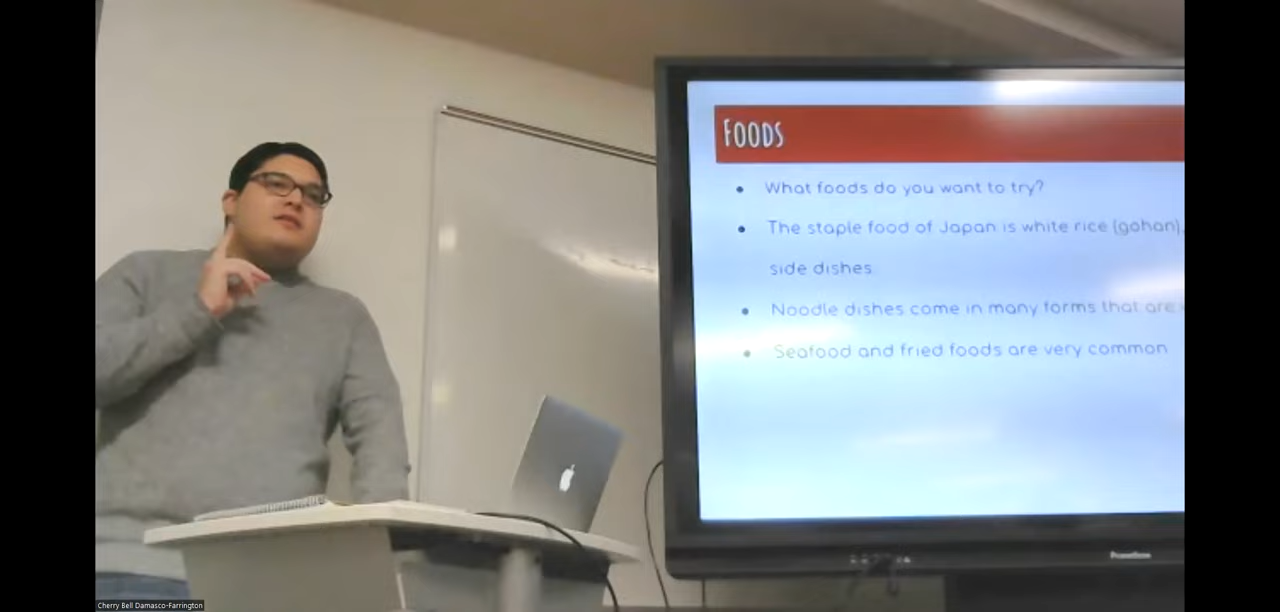 FOODS
What foods do you want to try?
The staple food of Japan is white rice (gohan),
side dishes
Noodle dishes come in many forms that are
Seafood and fried foods are very common
Promethean
Cherry Bell Damasco-Farrington